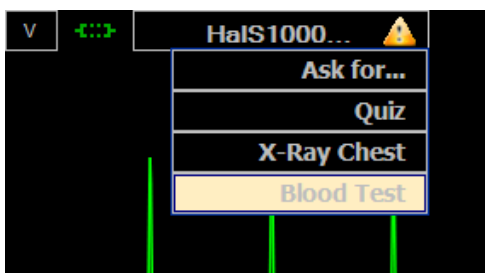 V
HalS1000...
Ask for...
Quiz
X-Ray Chest
Blood Test